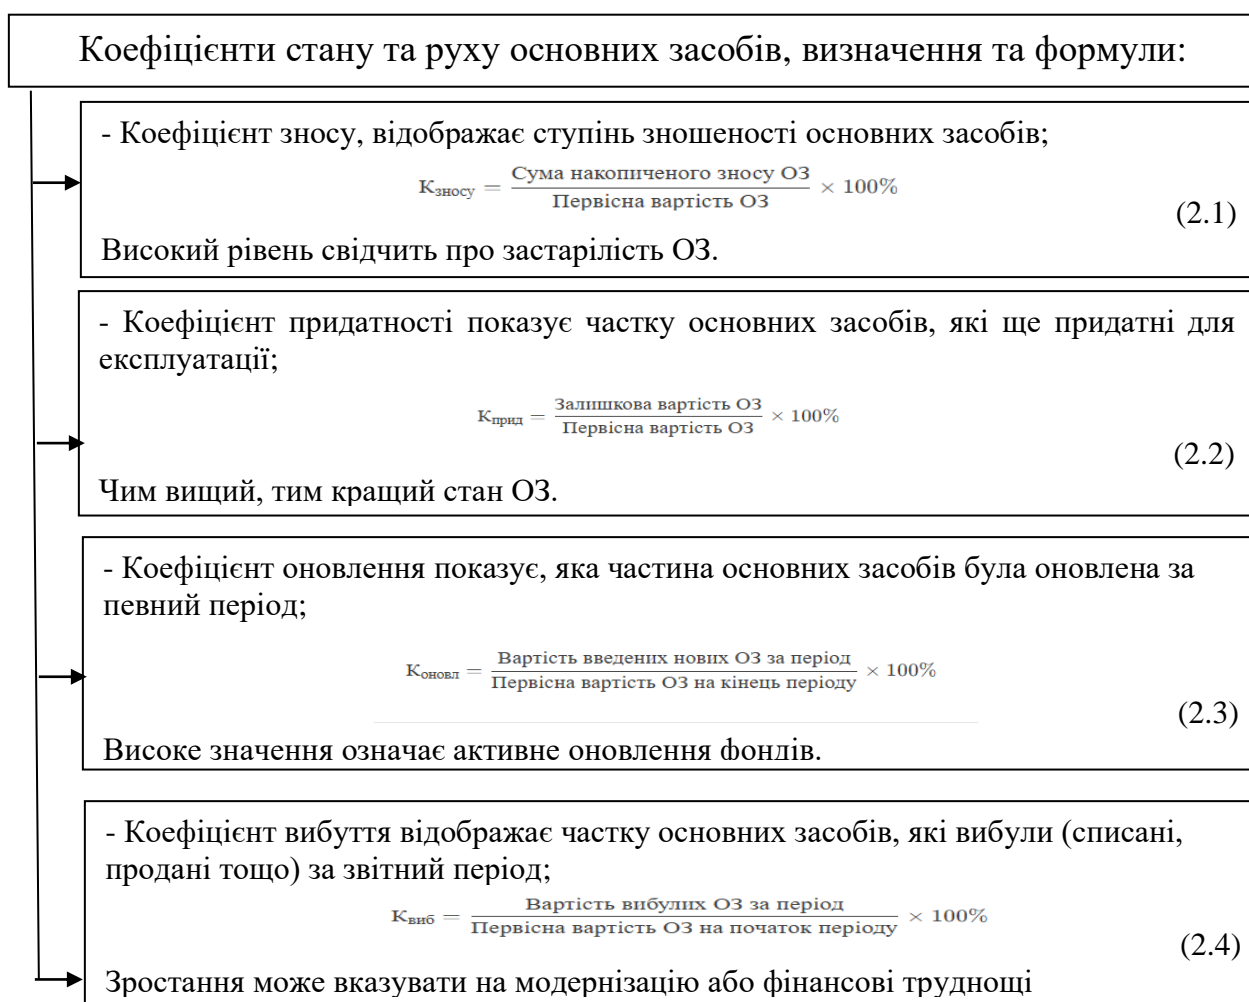 Коефіцієнти стану та руху основних засобів, визначення та формули:
- Коефіцієнт зносу, відображає ступінь зношеності основних засобів;
Кзносу = Сума накопиченого зносу ОЗ / Первісна вартість ОЗ × 100%
(2.1)
Високий рівень свідчить про застарілість ОЗ.
- Коефіцієнт придатності показує частку основних засобів, які ще придатні для
експлуатації;
Кприд = Залишкова вартість ОЗ / Первісна вартість ОЗ × 100%
(2.2)
Чим вищий, тим кращий стан ОЗ.
- Коефіцієнт оновлення показує, яка частина основних засобів була оновлена за
певний період;
Коновл = Вартість введених нових ОЗ за період / Первісна вартість ОЗ на кінець періоду × 100%
(2.3)
Високе значення означає активне оновлення фондів.
- Коефіцієнт вибуття відображає частку основних засобів, які вибули (списані,
продані тощо) за звітний період;
Квиб = Вартість вибулих ОЗ за період / Первісна вартість ОЗ на початок періоду × 100%
(2.4)
Зростання може вказувати на модернізацію або фінансові труднощі